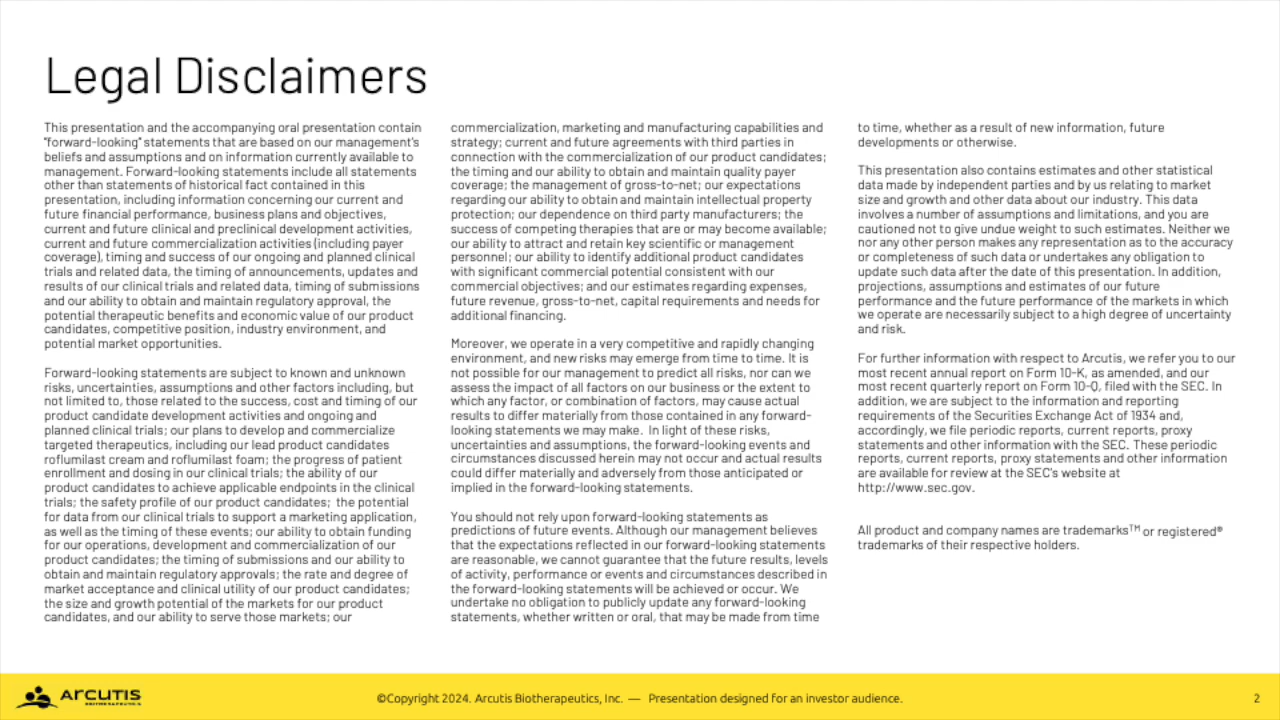 Legal Disclaimers
This presentation and the accompanying oral presentation contain
"forward-looking" statements that are based on our management's
beliefs and assumptions and on information currently available to
management. Forward-looking statements include all statements
other than statements of historical fact contained in this
presentation, including information concerning our current and
future financial performance, business plans and objectives,
current and future clinical and preclinical development activities,
current and future commercialization activities (including payer
coverage), timing and success of our ongoing and planned clinical
trials and related data, the timing of announcements, updates and
results of our clinical trials and related data, timing of submissions
and our ability to obtain and maintain regulatory approval, the
potential therapeutic benefits and economic value of our product
candidates, competitive position, industry environment, and
potential market opportunities.
Forward-looking statements are subject to known and unknown
risks, uncertainties, assumptions and other factors including, but
not limited to, those related to the success, cost and timing of our
product candidate development activities and ongoing and
planned clinical trials; our plans to develop and commercialize
targeted therapeutics, including our lead product candidates
roflumilast cream and roflumilast foam; the progress of patient
enrollment and dosing in our clinical trials; the ability of our
product candidates to achieve applicable endpoints in the clinical
trials; the safety profile of our product candidates; the potential
for data from our clinical trials to support a marketing application,
as well as the timing of these events; our ability to obtain funding
for our operations, development and commercialization of our
product candidates; the timing of submissions and our ability to
obtain and maintain regulatory approvals; the rate and degree of
market acceptance and clinical utility of our product candidates;
the size and growth potential of the markets for our product
candidates, and our ability to serve those markets; our
commercialization, marketing and manufacturing capabilities and
strategy; current and future agreements with third parties in
connection with the commercialization of our product candidates;
the timing and our ability to obtain and maintain quality payer
coverage; the management of gross-to-net; our expectations
regarding our ability to obtain and maintain intellectual property
protection; our dependence on third party manufacturers; the
success of competing therapies that are or may become available;
our ability to attract and retain key scientific or management
personnel; our ability to identify additional product candidates
with significant commercial potential consistent with our
commercial objectives; and our estimates regarding expenses,
future revenue, gross-to-net, capital requirements and needs for
additional financing.
Moreover, we operate in a very competitive and rapidly changing
environment, and new risks may emerge from time to time. It is
not possible for our management to predict all risks, nor can we
assess the impact of all factors on our business or the extent to
which any factor, or combination of factors, may cause actual
results to differ materially from those contained in any forward-
looking statements we may make. In light of these risks,
uncertainties and assumptions, the forward-looking events and
circumstances discussed herein may not occur and actual results
could differ materially and adversely from those anticipated or
implied in the forward-looking statements.
You should not rely upon forward-looking statements as
predictions of future events. Although our management believes
that the expectations reflected in our forward-looking statements
are reasonable, we cannot guarantee that the future results, levels
of activity, performance or events and circumstances described in
the forward-looking statements will be achieved or occur. We
undertake no obligation to publicly update any forward-looking
statements, whether written or oral, that may be made from time
to time, whether as a result of new information, future
developments or otherwise.
This presentation also contains estimates and other statistical
data made by independent parties and by us relating to market
size and growth and other data about our industry. This data
involves a number of assumptions and limitations, and you are
cautioned not to give undue weight to such estimates. Neither we
nor any other person makes any representation as to the accuracy
or completeness of such data or undertakes any obligation to
update such data after the date of this presentation. In addition,
projections, assumptions and estimates of our future
performance and the future performance of the markets in which
we operate are necessarily subject to a high degree of uncertainty
and risk.
For further information with respect to Arcutis, we refer you to our
most recent annual report on Form 10-K, as amended, and our
most recent quarterly report on Form 10-Q, filed with the SEC. In
addition, we are subject to the information and reporting
requirements of the Securities Exchange Act of 1934 and,
accordingly, we file periodic reports, current reports, proxy
statements and other information with the SEC. These periodic
reports, current reports, proxy statements and other information
are available for review at the SEC's website at
http://www.sec.gov.
All product and company names are trademarks™ or registered®
trademarks of their respective holders.
ARCUTIS
BIOTHERAPEUTICS
©Copyright 2024. Arcutis Biotherapeutics, Inc. — Presentation designed for an investor audience.
2